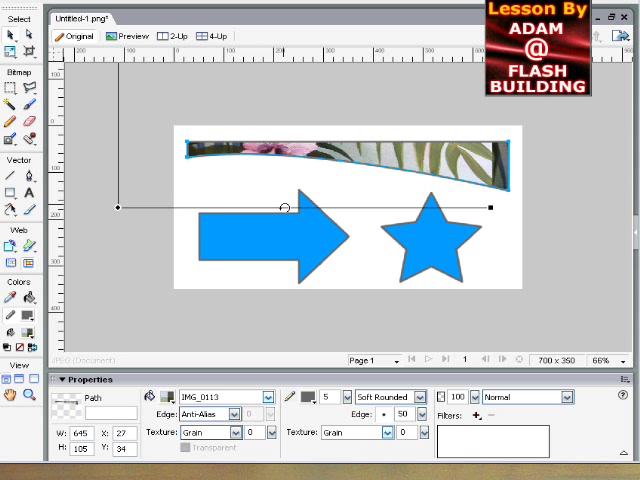 Select
Bitmap
Vector
Web
Colors
View
Untitled-1.png*
Original
Preview
2-Up
4-Up
Lesson By
ADAM
@
FLASH
BUILDING
JPEG (Document)
Page 1
1
700 x 350
66%
Properties
Path
W: 645
X: 27
H: 105
Y: 34
IMG_0113
Edge: Anti-Alias
0
Texture: Grain
0
Transparent
5
Soft Rounded
Edge:
50
Texture: Grain
0
100
Normal
Filters: